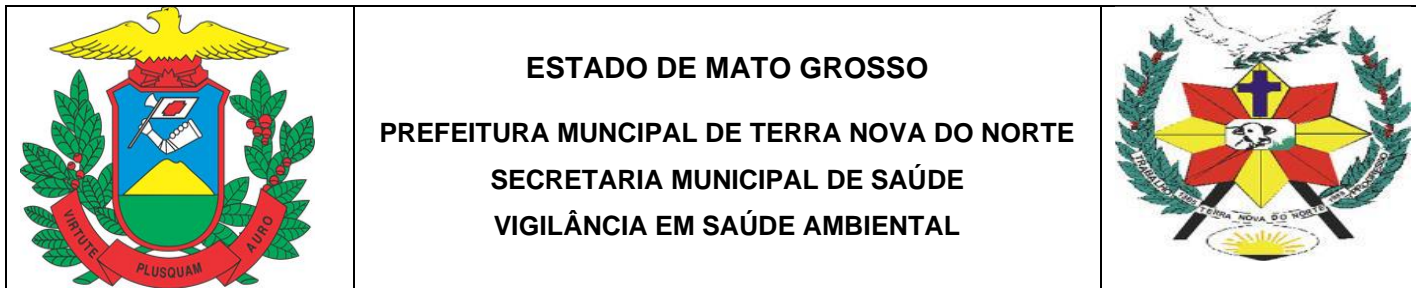 ESTADO DE MATO GROSSO
PREFEITURA MUNCIPAL DE TERRA NOVA DO NORTE
SECRETARIA MUNICIPAL DE SAÚDE
VIGILÂNCIA EM SAÚDE AMBIENTAL
VIRTUTE PLUSQUAM AURO
TRABALHO TERRA NOVA DO NORTE PROGRESSO